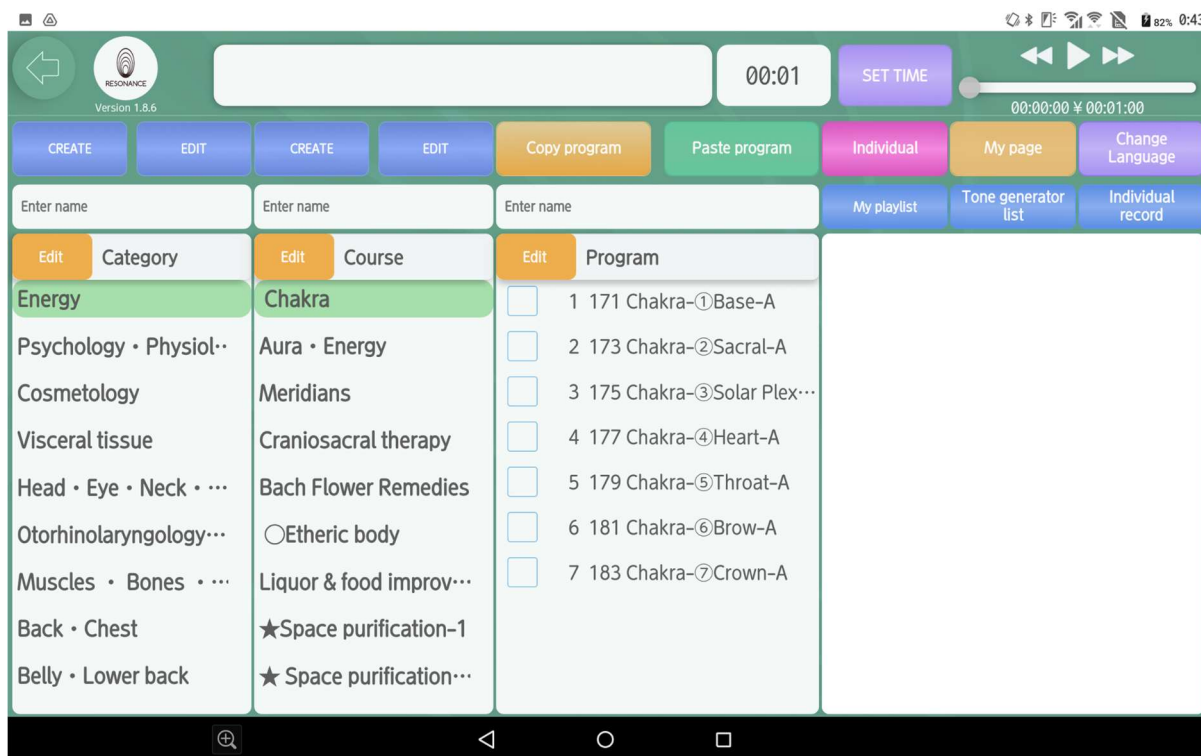 82% 0:43
RESONANCE
Version 1.8.6
00:01
SET TIME
00:00:00 ¥ 00:01:00
CREATE EDIT CREATE EDIT Copy program Paste program Individual My page Change Language
Enter name Enter name Enter name My playlist Tone generator list Individual record
Edit Category Edit Course Edit Program
Energy
Psychology・Physiol··
Cosmetology
Visceral tissue
Head・Eye・Neck・···
Otorhinolaryngology···
Muscles ・ Bones ・···
Back・Chest
Belly・Lower back
Chakra
Aura・Energy
Meridians
Craniosacral therapy
Bach Flower Remedies
◯Etheric body
Liquor & food improv···
★Space purification-1
★ Space purification···
1 171 Chakra-①Base-A
2 173 Chakra-②Sacral-A
3 175 Chakra-③Solar Plex···
4 177 Chakra-④Heart-A
5 179 Chakra-⑤Throat-A
6 181 Chakra-⑥Brow-A
7 183 Chakra-⑦Crown-A